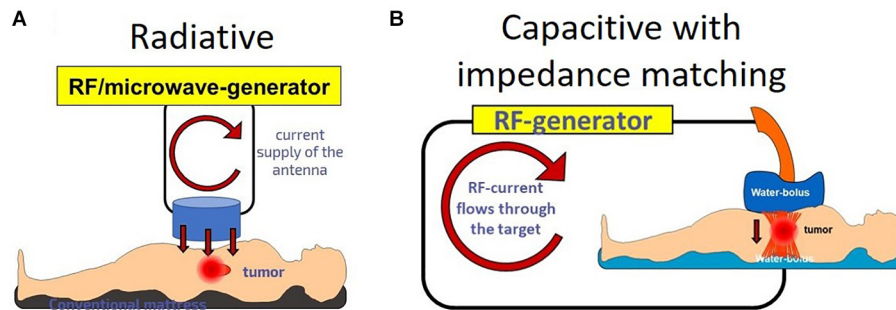 A
Radiative
RF/microwave-generator
current
supply of the
antenna
tumor
Conventional mattress
B
Capacitive with
impedance matching
RF-generator
RF-current
flows through
the target
Water-bolus
tumor
Water-bolus